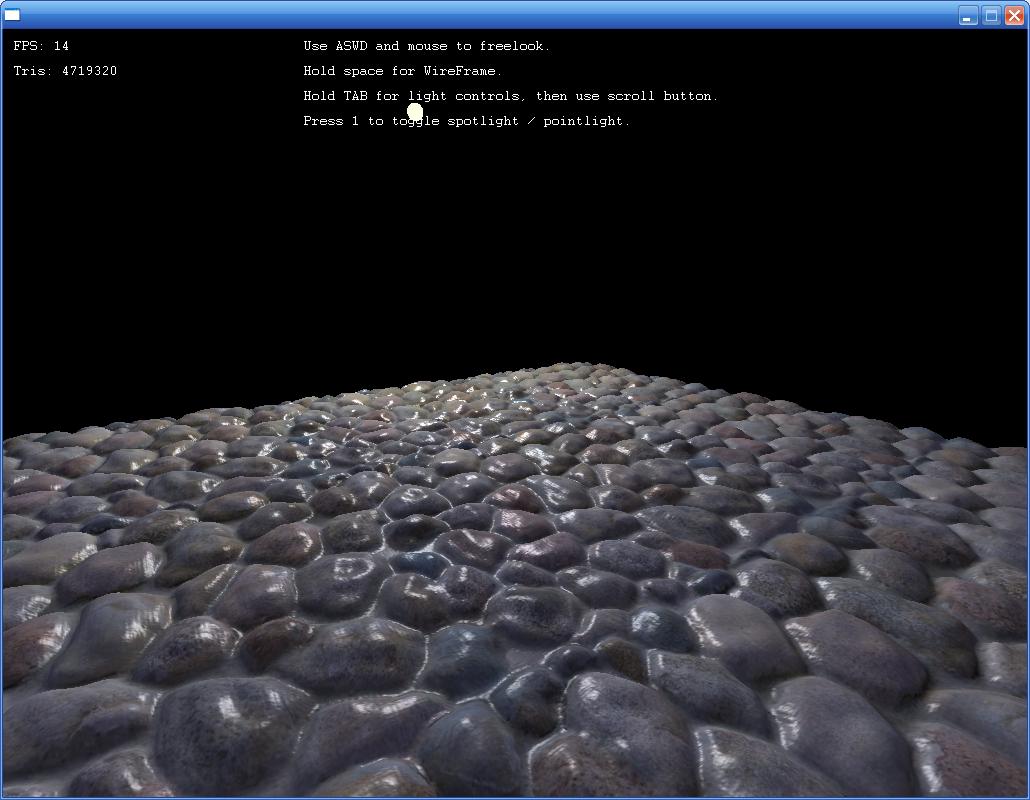 FPS: 14
Tris: 4719320
Use ASWD and mouse to freelook.
Hold space for WireFrame.
Hold TAB for light controls, then use scroll button.
Press 1 to toggle spotlight / pointlight.